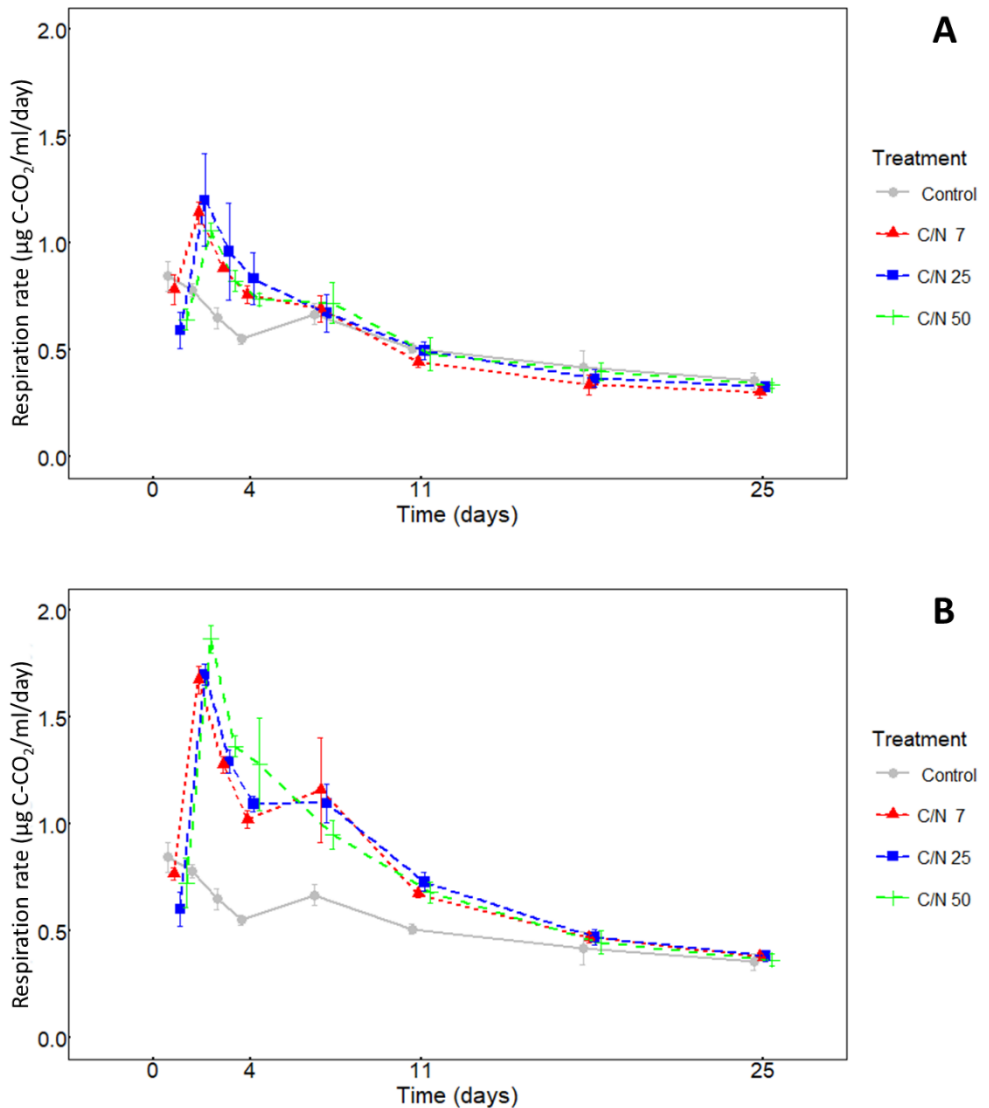 A
2.0
1.5
1.0
0.5
0.0
Respiration rate (µg C-CO₂/ml/day)
0 4 11 25
Time (days)
Treatment
Control
C/N 7
C/N 25
C/N 50
B
2.0
1.5
1.0
0.5
0.0
Respiration rate (µg C-CO₂/ml/day)
0 4 11 25
Time (days)
Treatment
Control
C/N 7
C/N 25
C/N 50